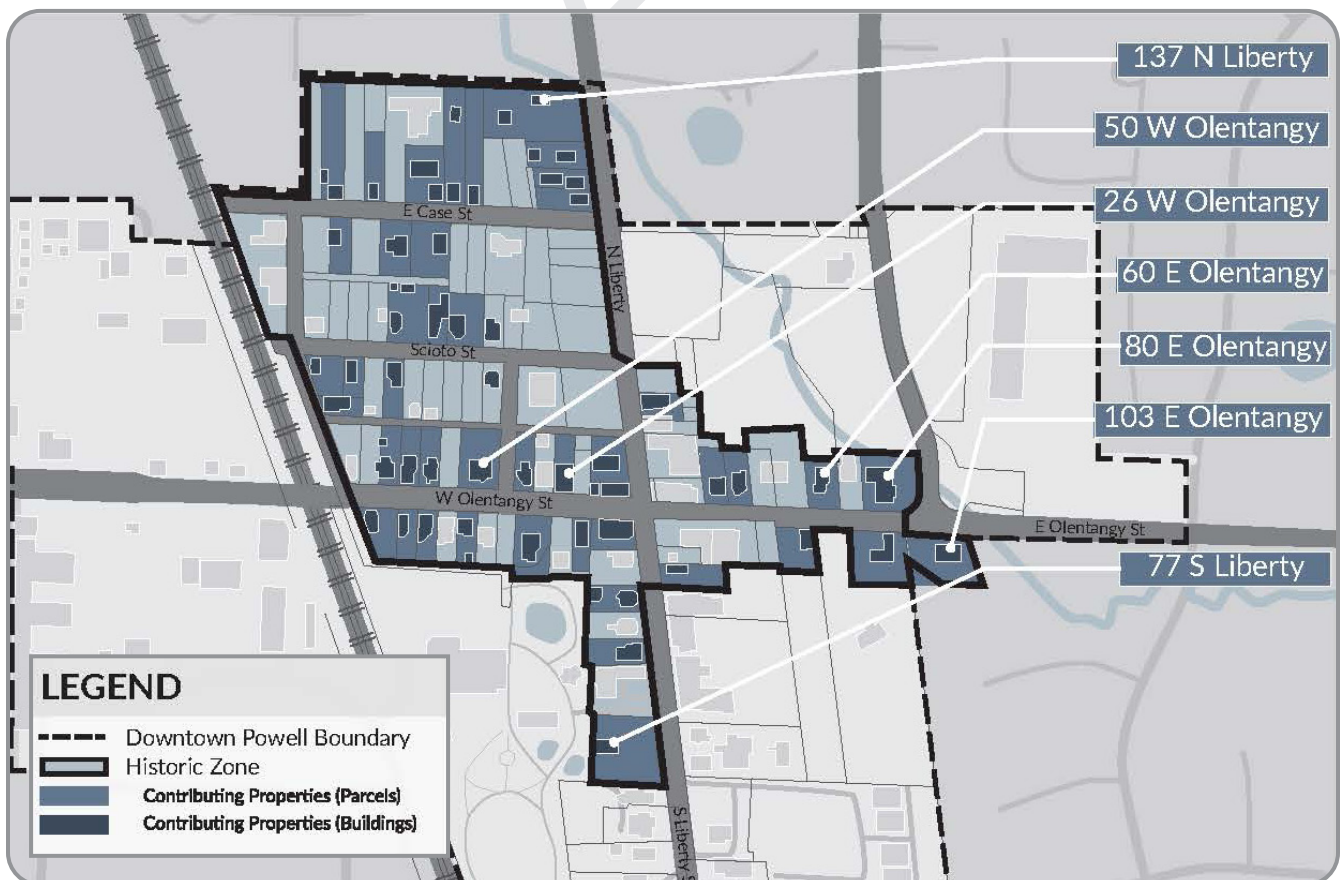 137 N Liberty
50 W Olentangy
26 W Olentangy
60 E Olentangy
80 E Olentangy
103 E Olentangy
77 S Liberty
E Case St
N Liberty
Scioto St
W Olentangy St
E Olentangy St
S Liberty S
LEGEND
Downtown Powell Boundary
Historic Zone
Contributing Properties (Parcels)
Contributing Properties (Buildings)